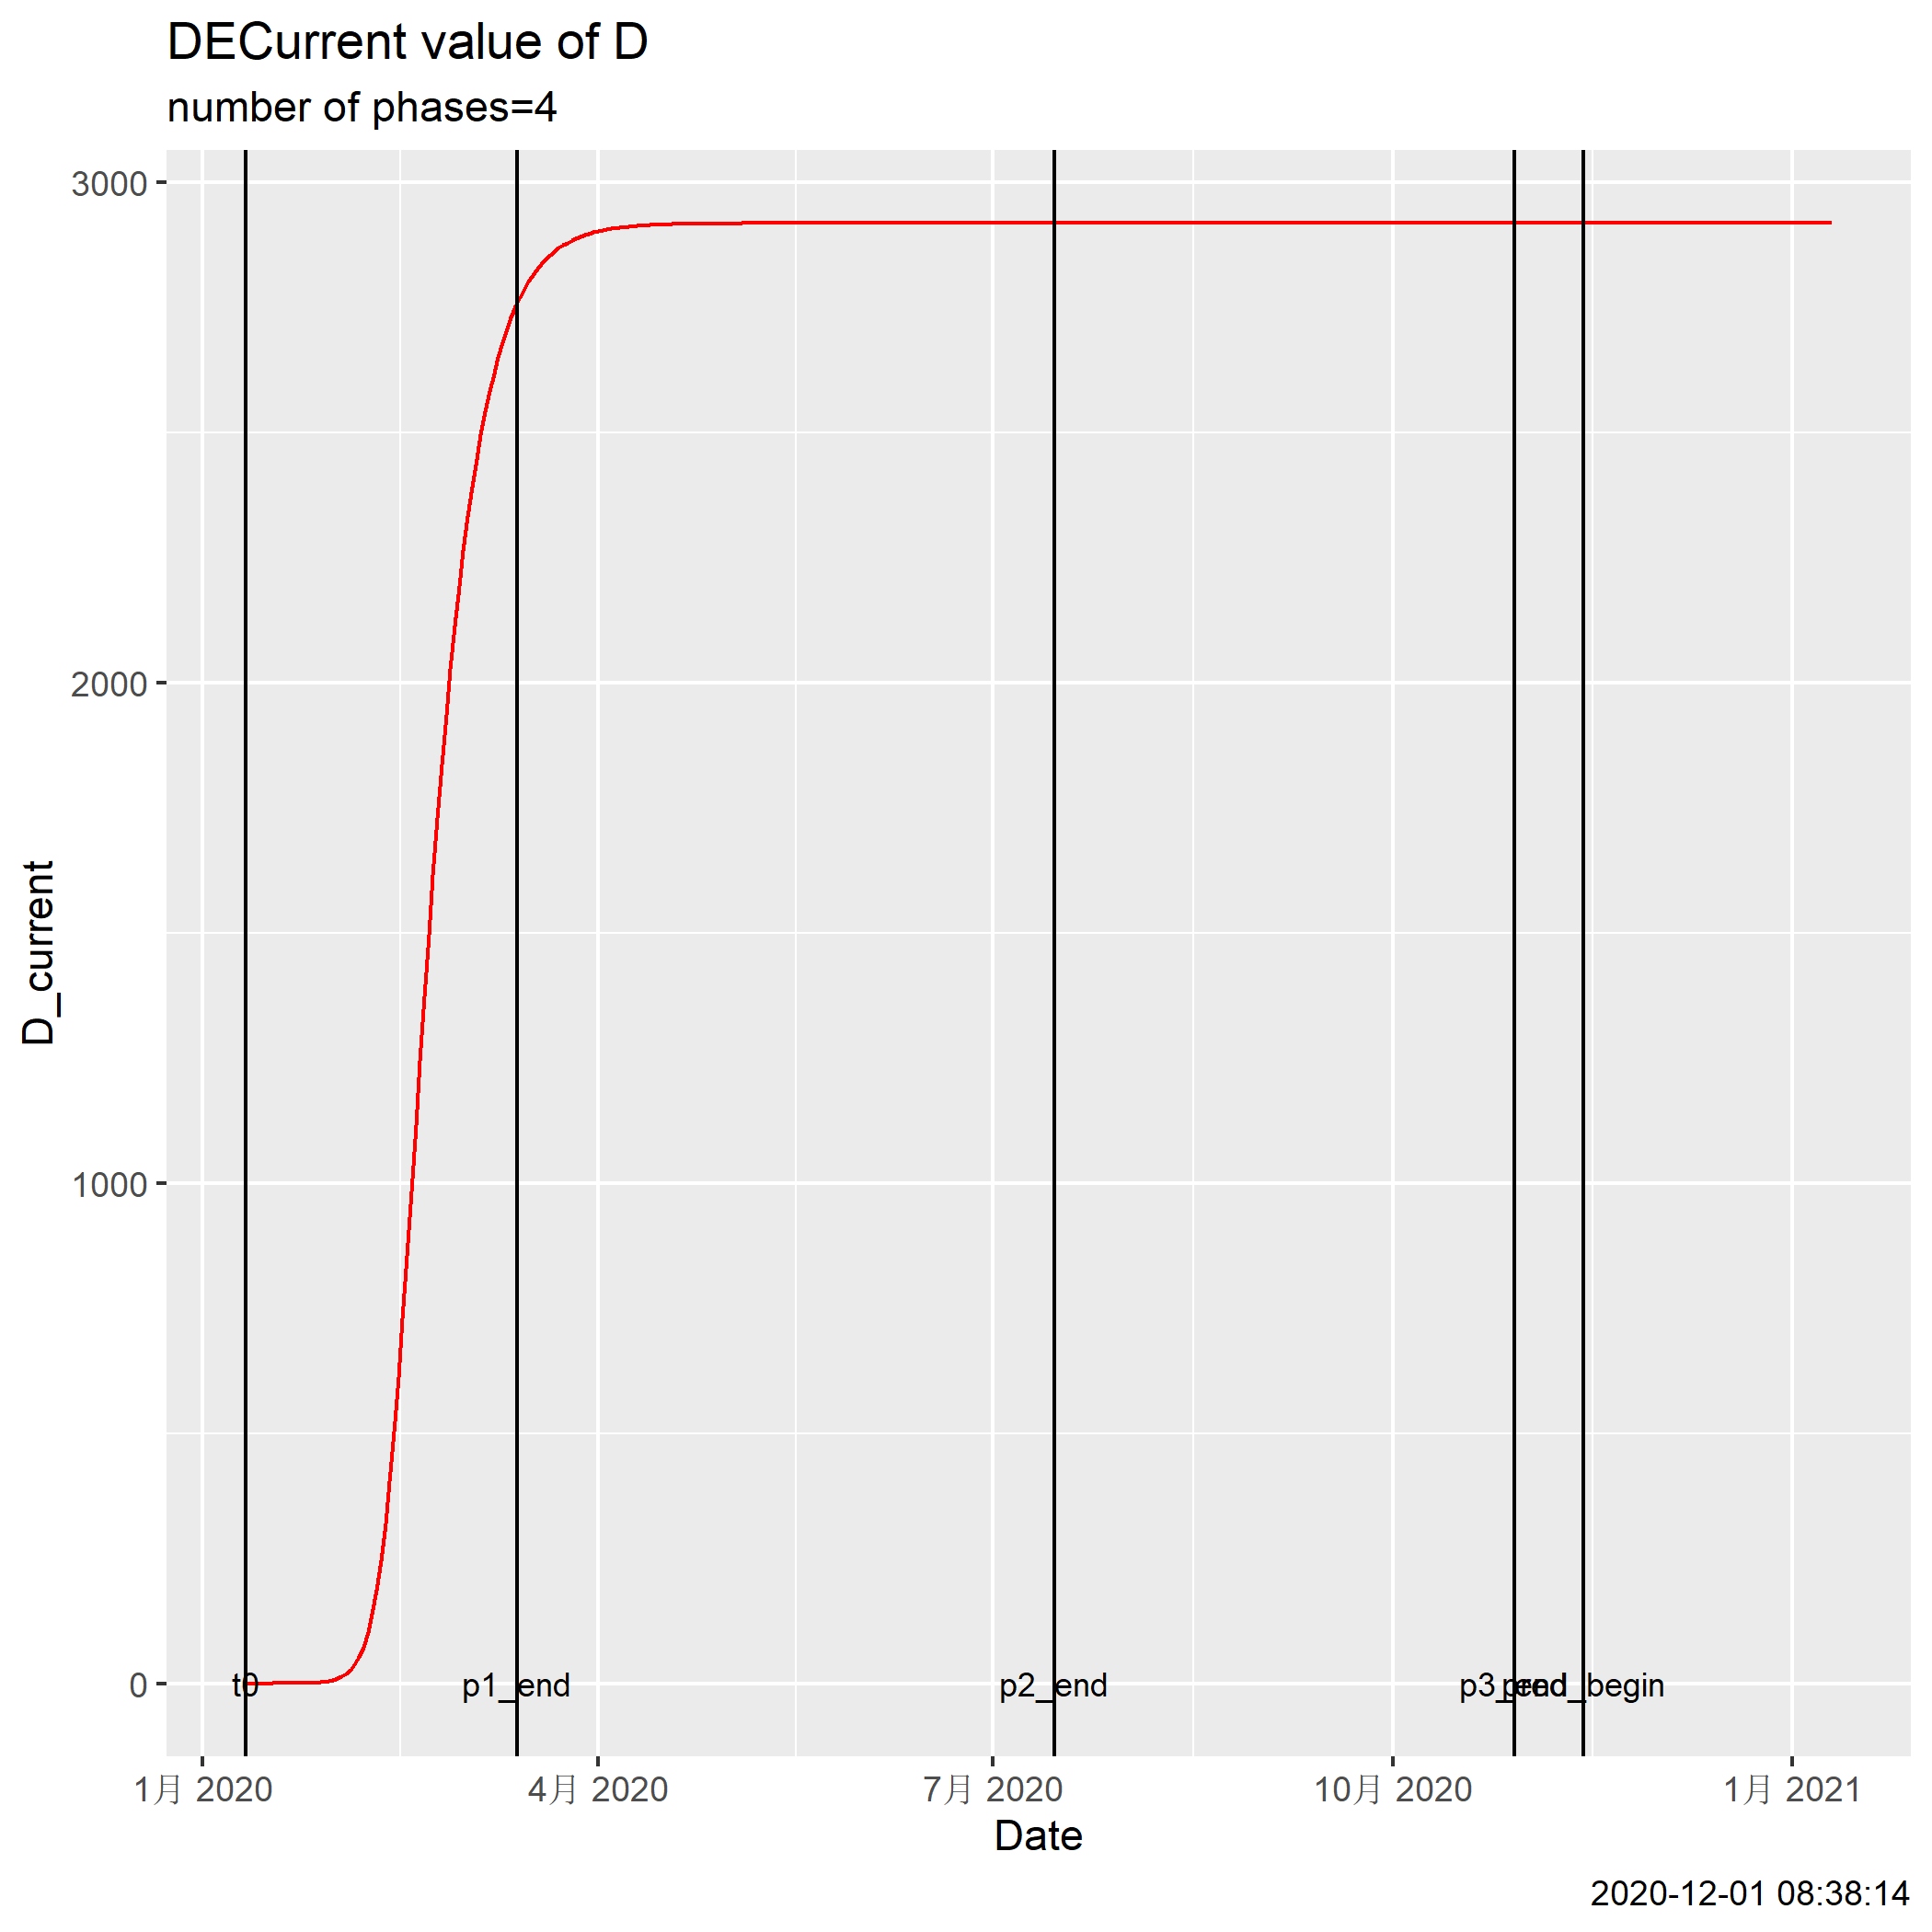 DECurrent value of D
number of phases=4
3000
2000
1000
0
D_current
t0
p1_end
p2_end
p3_end
pred_begin
1月 2020
4月 2020
7月 2020
10月 2020
1月 2021
Date
2020-12-01 08:38:14